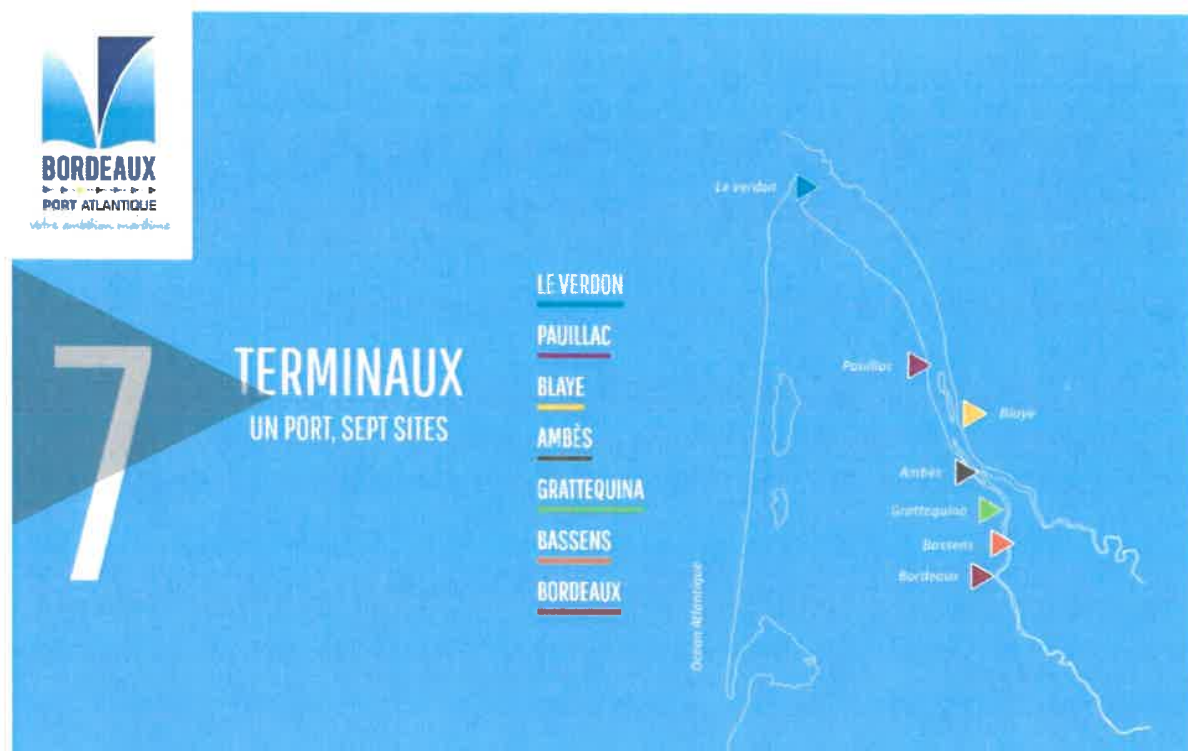 BORDEAUX
PORT ATLANTIQUE
votre ambition maritime
7
TERMINAUX
UN PORT, SEPT SITES
LE VERDON
PAUILLAC
BLAYE
AMBÈS
GRATTEQUINA
BASSENS
BORDEAUX
Le verdon
Pauillac
Blaye
Ambès
Grattequina
Bassens
Bordeaux
Océan Atlantique